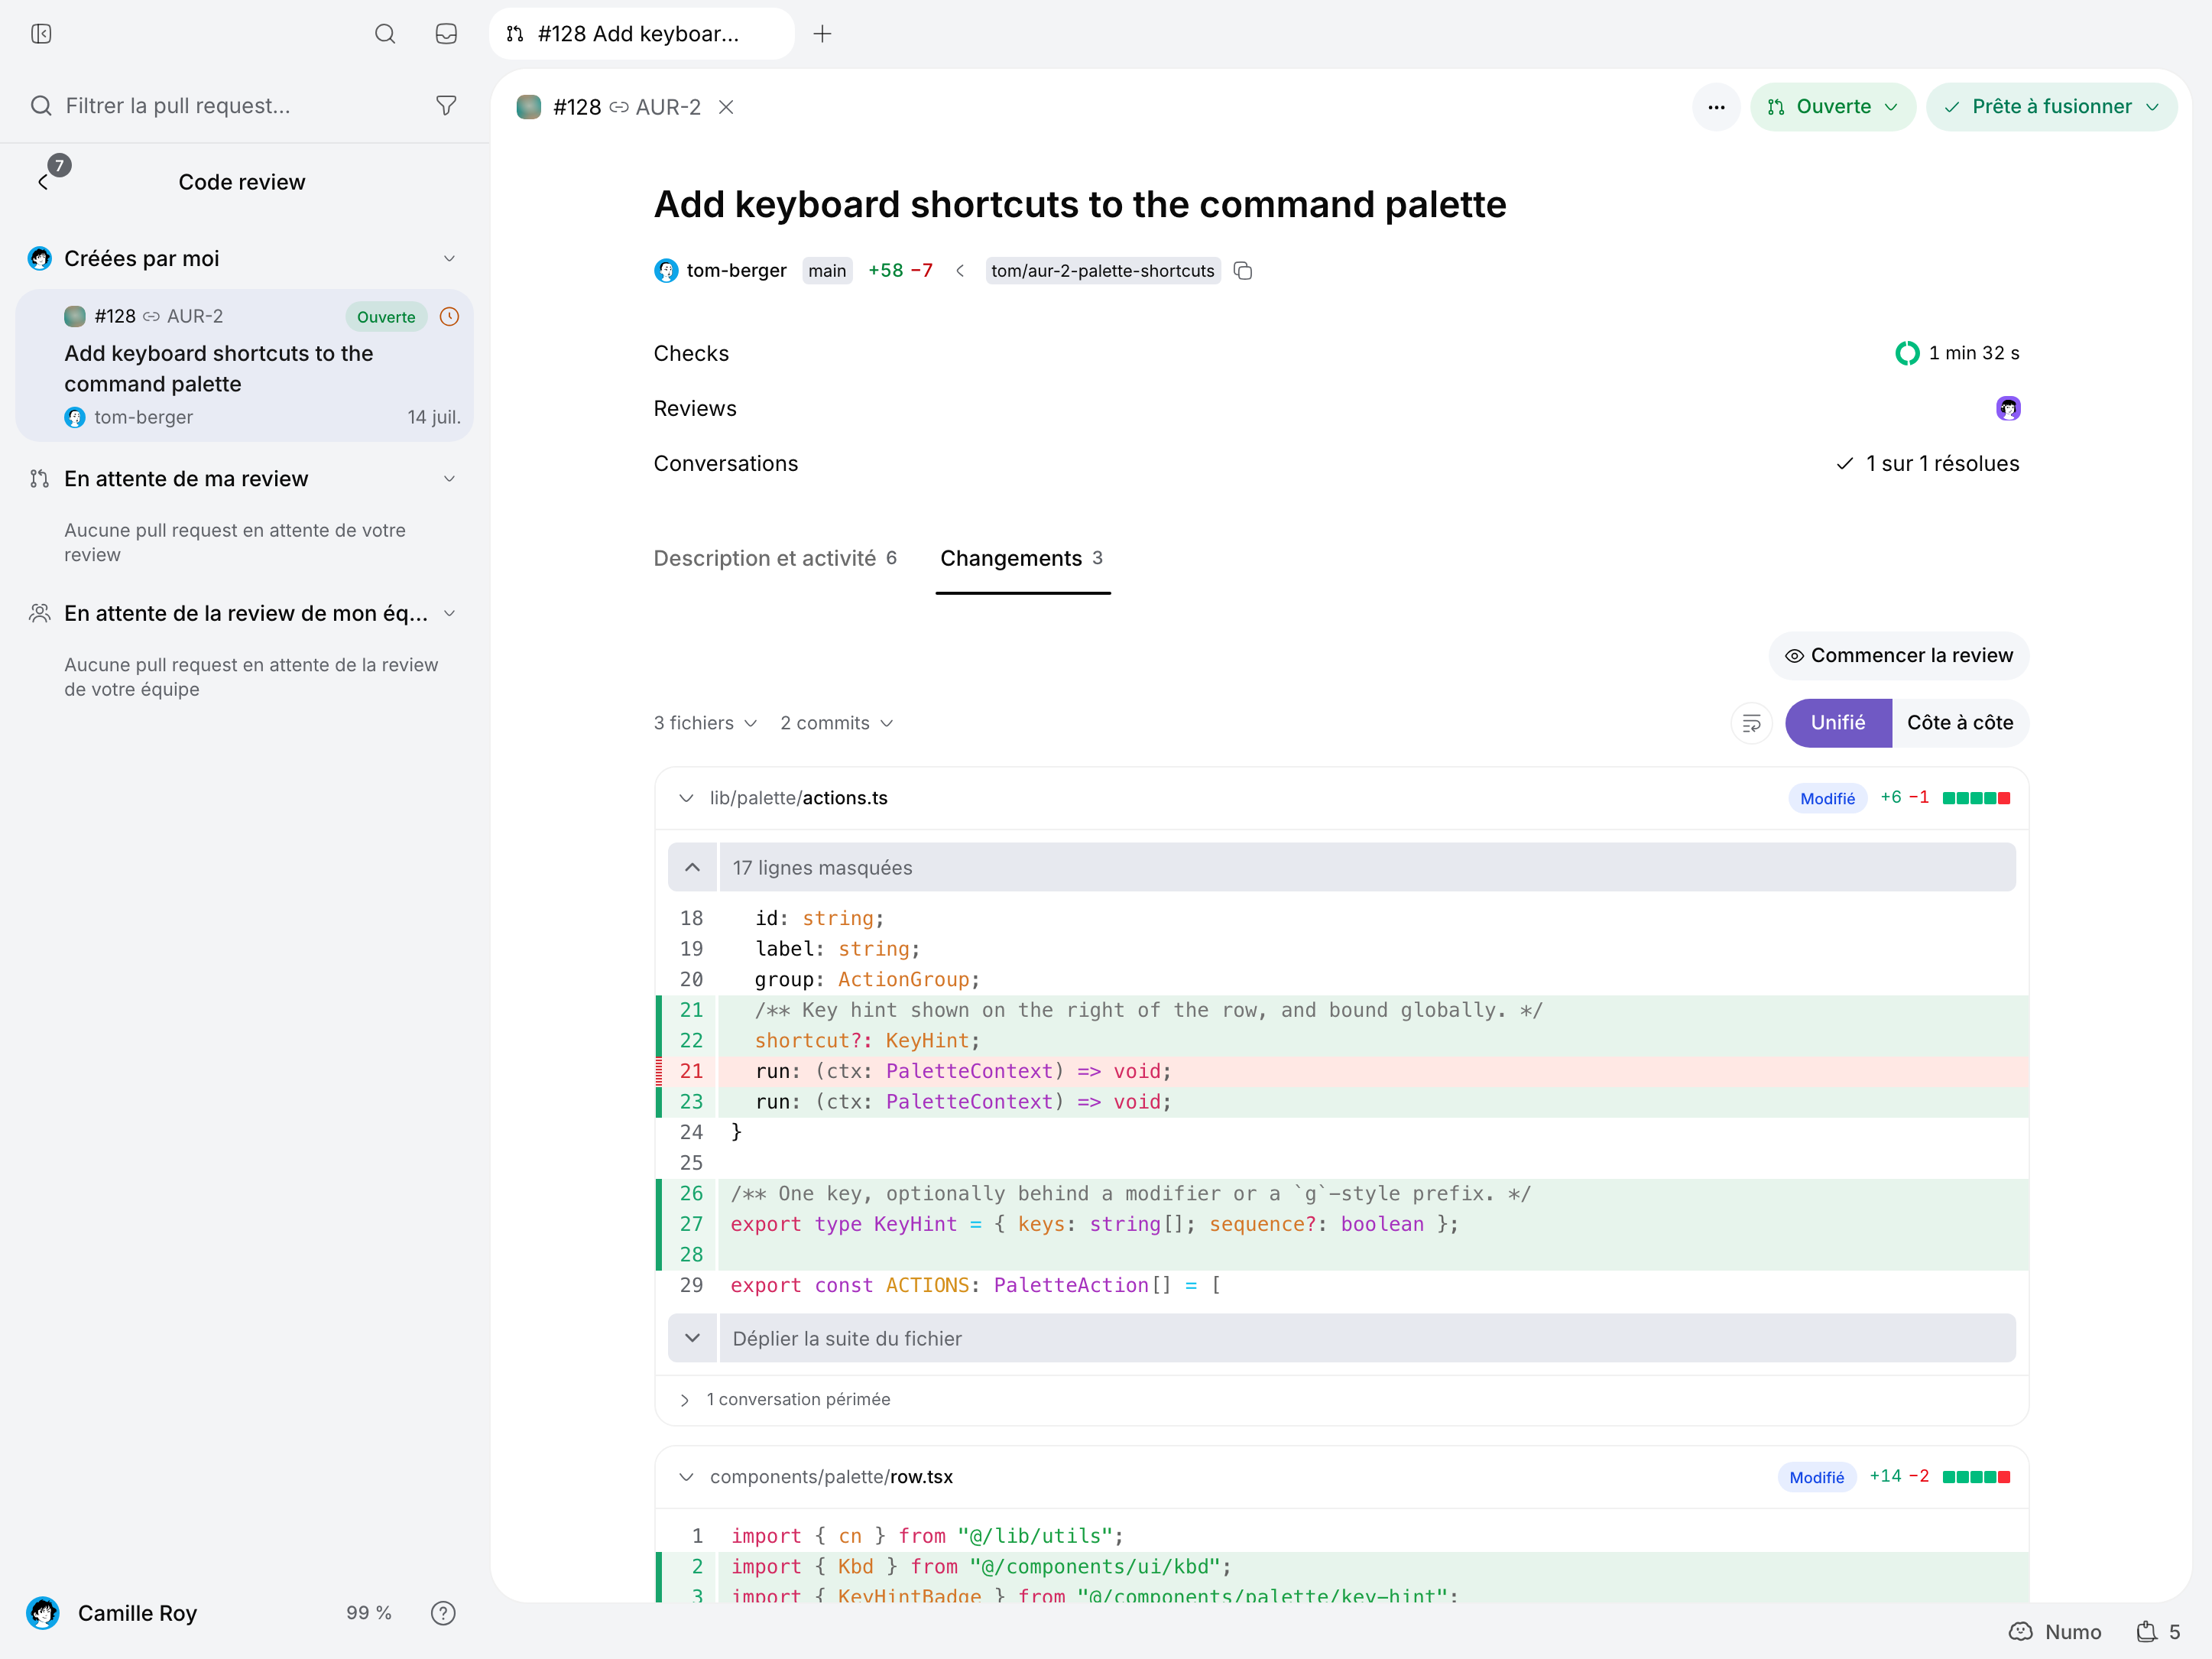 #128 Add keyboar...
Filtrer la pull request...
7
Code review
Créées par moi
#128 AUR-2
Ouverte
Add keyboard shortcuts to the
command palette
tom-berger
14 juil.
En attente de ma review
Aucune pull request en attente de votre
review
En attente de la review de mon éq...
Aucune pull request en attente de la review
de votre équipe
Camille Roy
99 %
#128 AUR-2
Ouverte
Prête à fusionner
Add keyboard shortcuts to the command palette
tom-berger main +58 −7 tom/aur-2-palette-shortcuts
Checks
1 min 32 s
Reviews
Conversations
1 sur 1 résolues
Description et activité 6
Changements 3
Commencer la review
3 fichiers
2 commits
Unifié
Côte à côte
lib/palette/actions.ts
Modifié +6 −1
17 lignes masquées
18 id: string;
19 label: string;
20 group: ActionGroup;
21 /** Key hint shown on the right of the row, and bound globally. */
22 shortcut?: KeyHint;
21 run: (ctx: PaletteContext) => void;
23 run: (ctx: PaletteContext) => void;
24 }
25
26 /** One key, optionally behind a modifier or a `g`-style prefix. */
27 export type KeyHint = { keys: string[]; sequence?: boolean };
28
29 export const ACTIONS: PaletteAction[] = [
Déplier la suite du fichier
1 conversation périmée
components/palette/row.tsx
Modifié +14 −2
1 import { cn } from "@/lib/utils";
2 import { Kbd } from "@/components/ui/kbd";
3 import { KeyHintBadge } from "@/components/palette/key-hint";
Numo
5